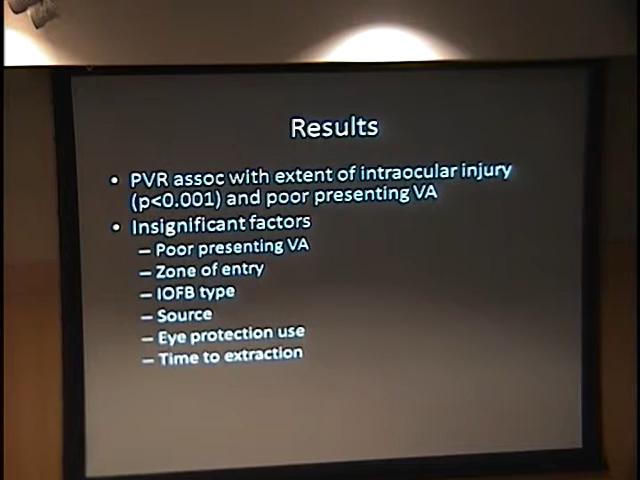 Results
• PVR assoc with extent of intraocular injury
(p<0.001) and poor presenting VA
• Insignificant factors
– Poor presenting VA
– Zone of entry
– IOFB type
– Source
– Eye protection use
– Time to extraction